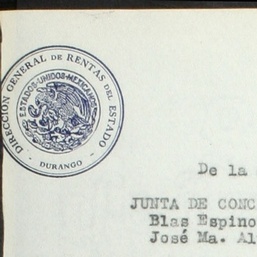 DIRECCIÓN GENERAL DE RENTAS DEL ESTADO
ESTADOS·UNIDOS·MEXICANOS
- DURANGO -
De la
JUNTA DE CONC
Blas Espino
José Ma. Al